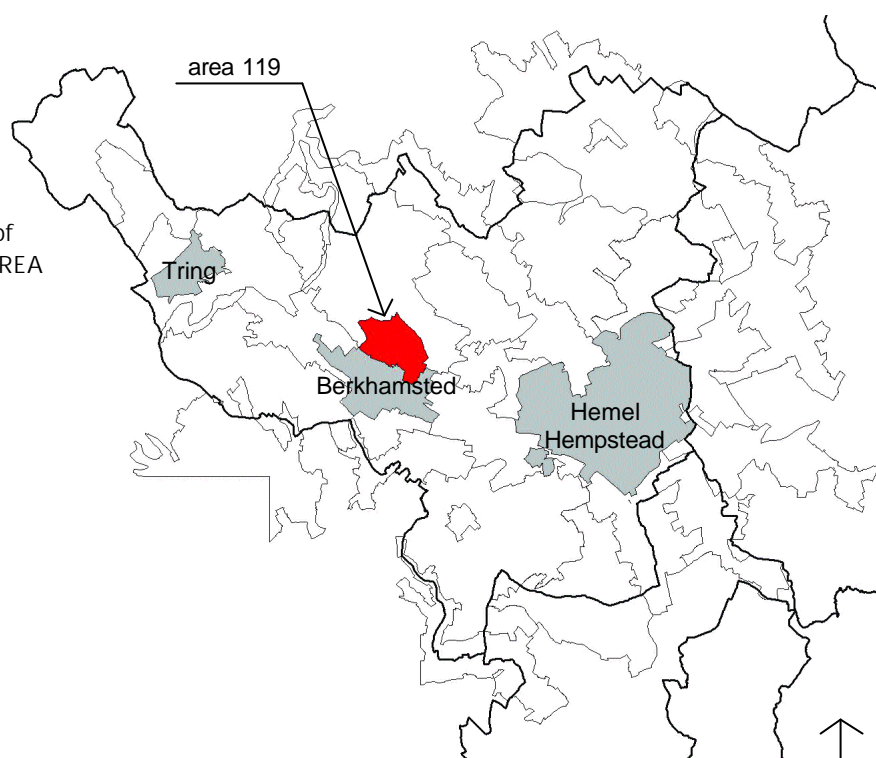 area 119
of
REA
Tring
Berkhamsted
Hemel
Hempstead